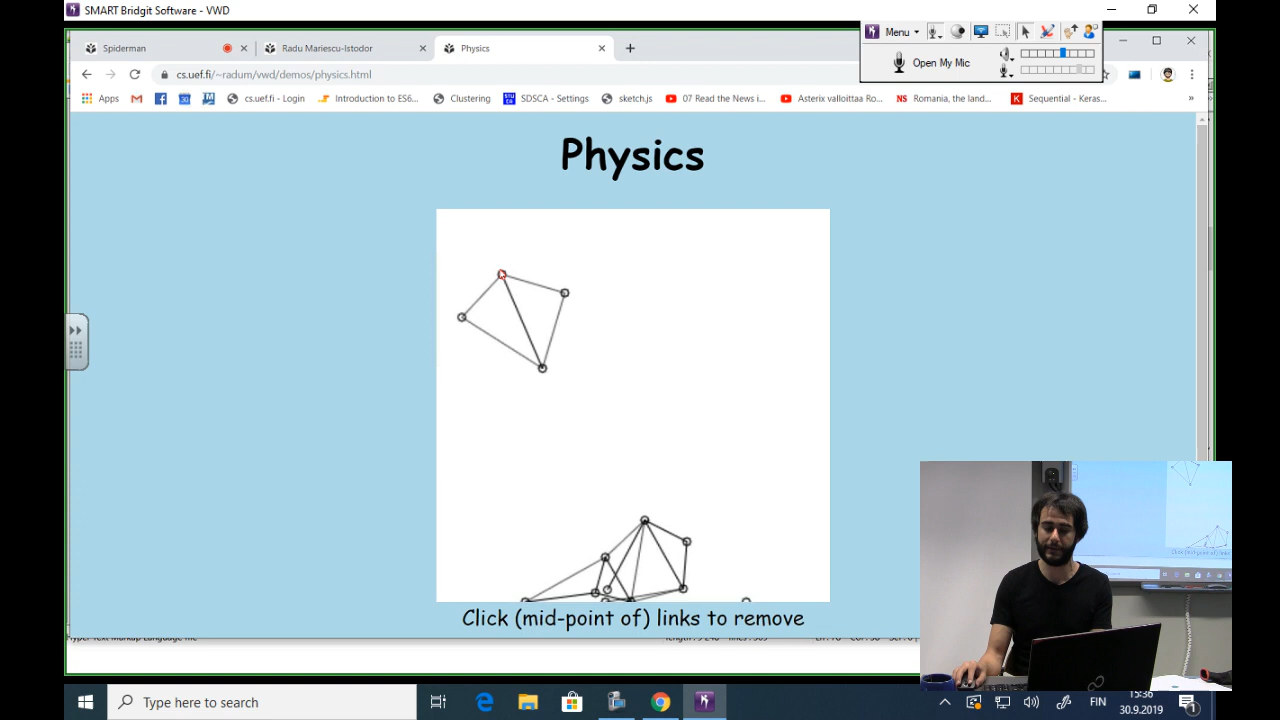 SMART Bridgit Software - VWD
Menu
Open My Mic
Spiderman
Radu Mariescu-Istodor
Physics
cs.uef.fi/~radum/vwd/demos/physics.html
Apps
cs.uef.fi - Login
Introduction to ES6...
Clustering
SDSCA - Settings
sketch.js
07 Read the News i...
Asterix valloittaa Ro...
NS Romania, the land...
K Sequential - Keras...
Physics
Click (mid-point of) links to remove
Type here to search
FIN
15:36
30.9.2019
1